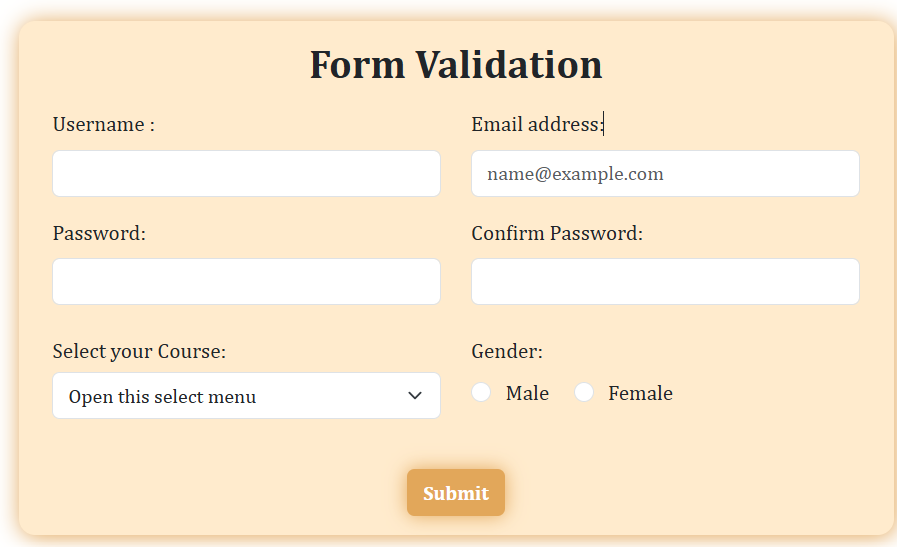 Form Validation
Username :
Email address:
name@example.com
Password:
Confirm Password:
Select your Course:
Gender:
Open this select menu
Male
Female
Submit